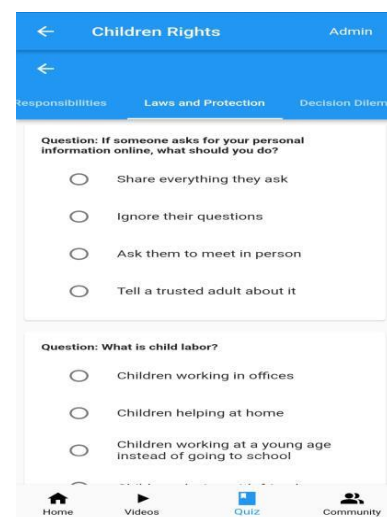 ← Children Rights Admin
←
Responsibilities Laws and Protection Decision Dilem
Question: If someone asks for your personal
information online, what should you do?
Share everything they ask
Ignore their questions
Ask them to meet in person
Tell a trusted adult about it
Question: What is child labor?
Children working in offices
Children helping at home
Children working at a young age
instead of going to school
Home Videos Quiz Community